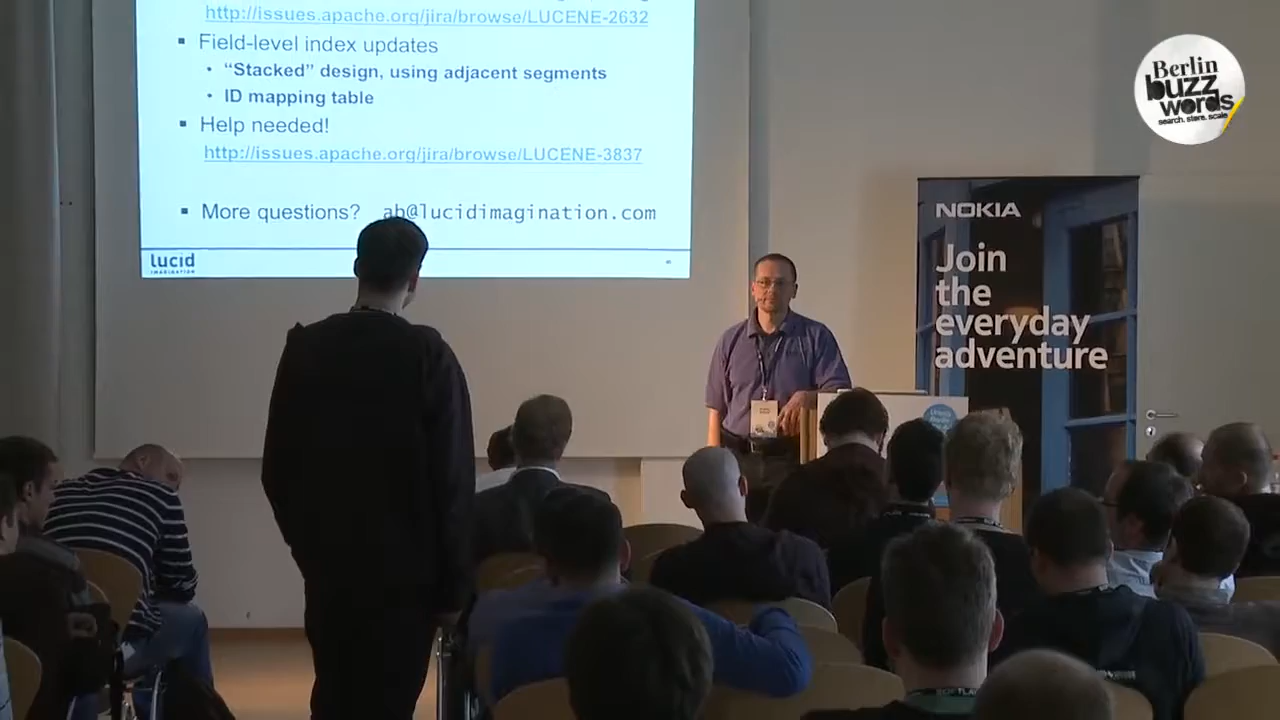 http://issues.apache.org/jira/browse/LUCENE-2632
▪ Field-level index updates
• “Stacked” design, using adjacent segments
• ID mapping table
▪ Help needed!
http://issues.apache.org/jira/browse/LUCENE-3837
▪ More questions? ab@lucidimagination.com
lucid
IMAGINATION
Berlin
buzz
words
search. store. scale
NOKIA
Join
the
everyday
adventure